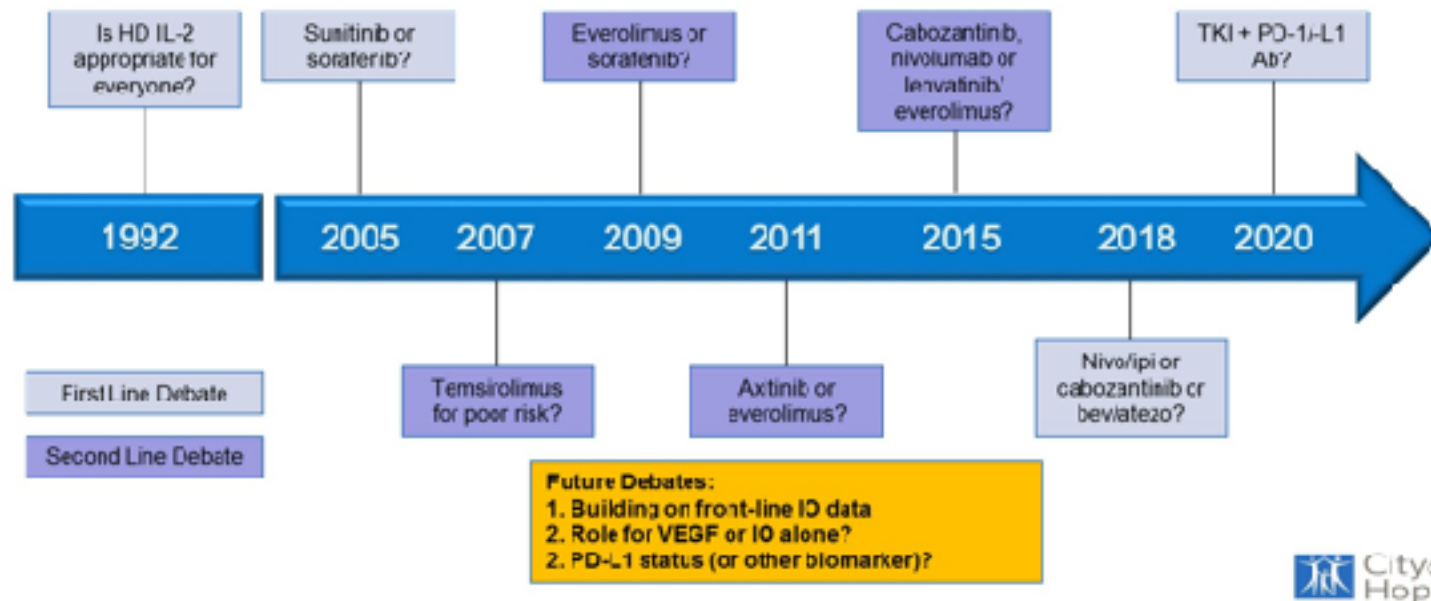 Is HD IL-2
appropriate for
everyone?
Sunitinib or
sorafenib?
Everolimus or
sorafenib?
Cabozantinib,
nivolumab or
lenvatinib/
everolimus?
TKI + PD-1/-L1
Ab?
1992
2005
2007
2009
2011
2015
2018
2020
Temsirolimus
for poor risk?
Axtinib or
everolimus?
Nivo/ipi or
cabozantinib or
bev/atezo?
First Line Debate
Second Line Debate
Future Debates:
1. Building on front-line IO data
2. Role for VEGF or IO alone?
2. PD-L1 status (or other biomarker)?
City
Hop